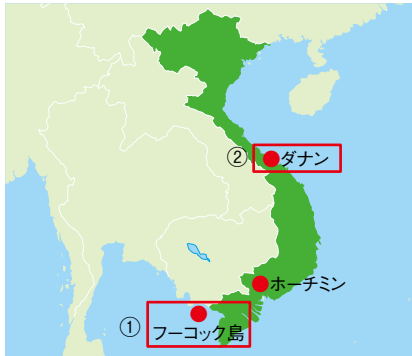 ② ダナン
ホーチミン
① フーコック島